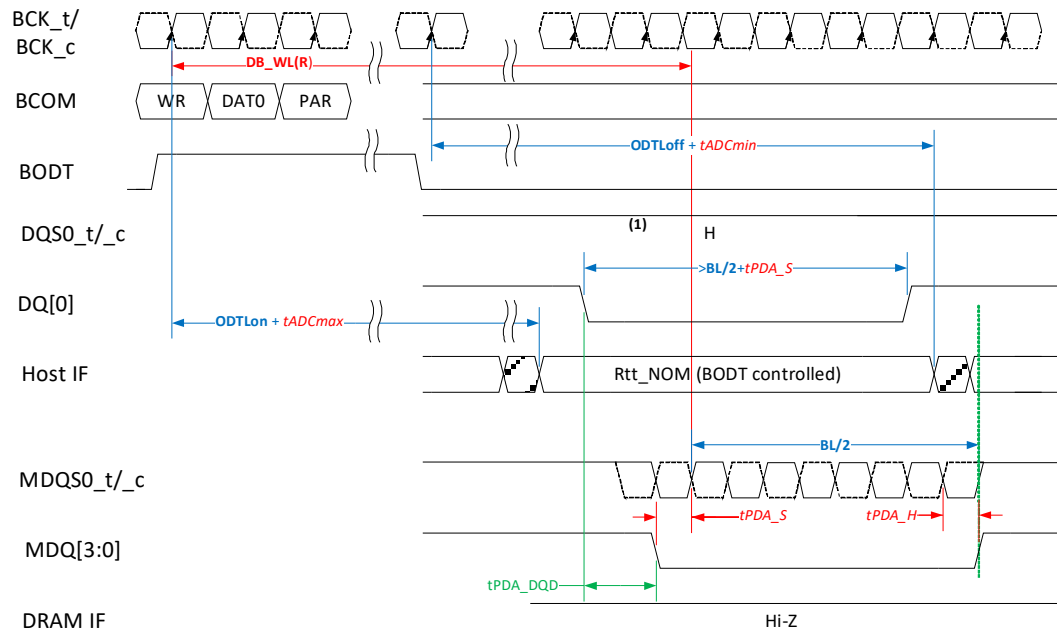 BCK_t/
BCK_c
DB_WL(R)
BCOM
WR
DAT0
PAR
ODTLoff + tADCmin
BODT
(1)
DQS0_t/_c
H
>BL/2+tPDA_S
DQ[0]
ODTLon + tADCmax
Host IF
Rtt_NOM (BODT controlled)
BL/2
MDQS0_t/_c
tPDA_S
tPDA_H
MDQ[3:0]
tPDA_DQD
DRAM IF
Hi-Z